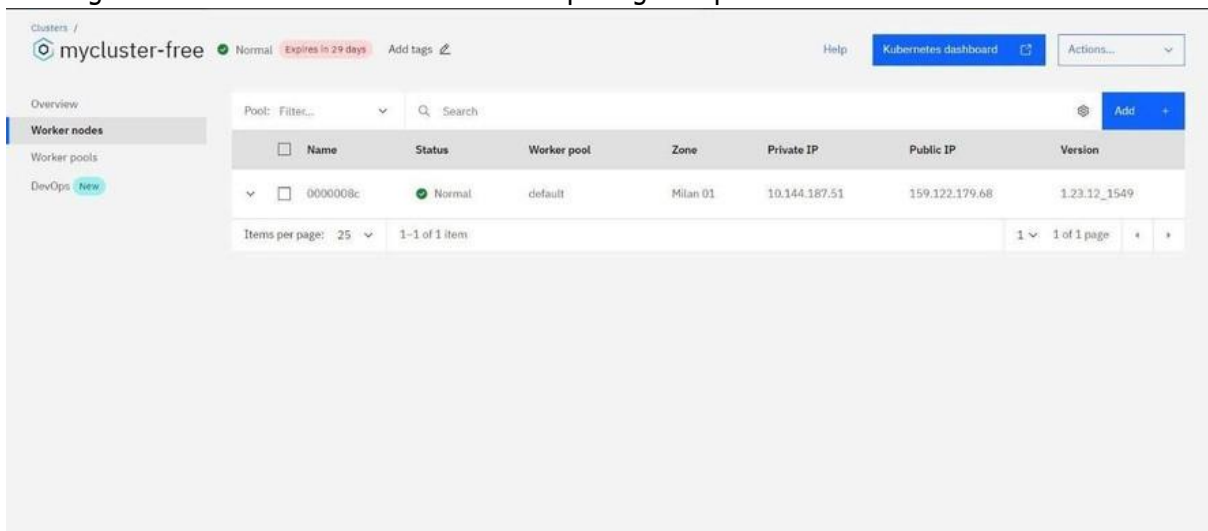 Clusters /
mycluster-free Normal Expires in 29 days Add tags Help Kubernetes dashboard Actions...
Overview
Worker nodes
Worker pools
DevOps New
Pool: Filter... Search Add +
Name Status Worker pool Zone Private IP Public IP Version
0000008c Normal default Milan 01 10.144.187.51 159.122.179.68 1.23.12_1549
Items per page: 25 1–1 of 1 item 1 1 of 1 page